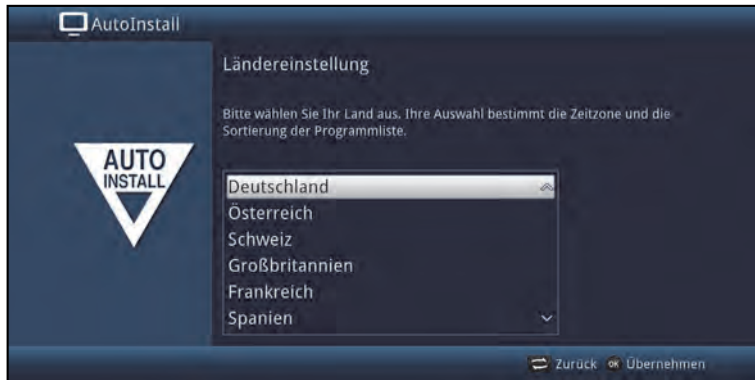 AutoInstall
Ländereinstellung
Bitte wählen Sie Ihr Land aus. Ihre Auswahl bestimmt die Zeitzone und die
Sortierung der Programmliste.
AUTO
INSTALL
Deutschland
Österreich
Schweiz
Großbritannien
Frankreich
Spanien
Zurück OK Übernehmen